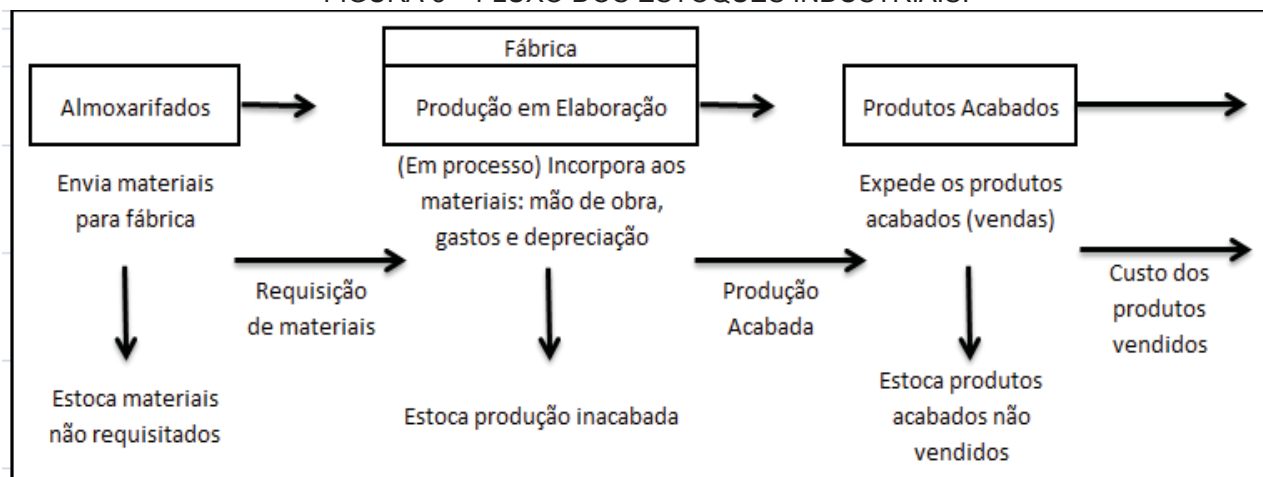 Fábrica
Almoxarifados
Produção em Elaboração
Produtos Acabados
Envia materiais
para fábrica
(Em processo) Incorpora aos
materiais: mão de obra,
gastos e depreciação
Expede os produtos
acabados (vendas)
Requisição
de materiais
Produção
Acabada
Custo dos
produtos
vendidos
Estoca materiais
não requisitados
Estoca produção inacabada
Estoca produtos
acabados não
vendidos